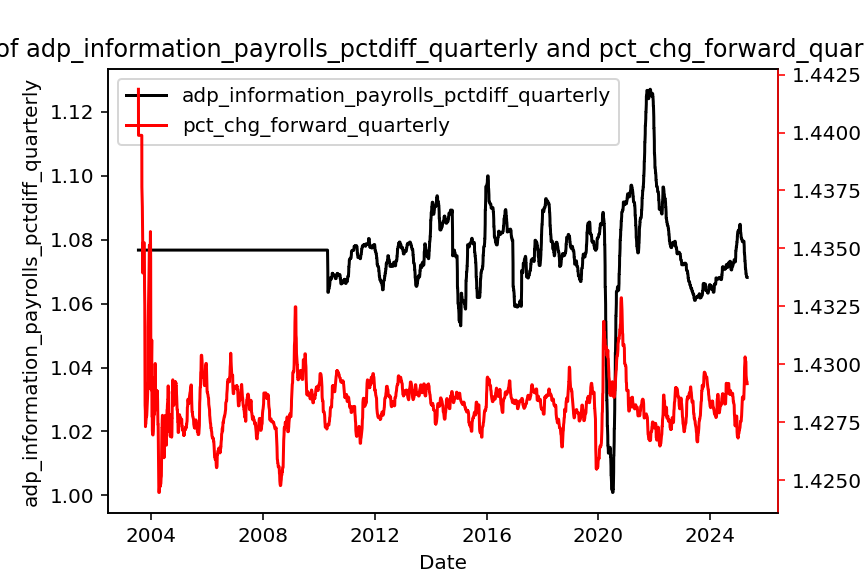 of adp_information_payrolls_pctdiff_quarterly and pct_chg_forward_quar
adp_information_payrolls_pctdiff_quarterly
pct_chg_forward_quarterly
adp_information_payrolls_pctdiff_quarterly
1.12
1.10
1.08
1.06
1.04
1.02
1.00
1.4425
1.4400
1.4375
1.4350
1.4325
1.4300
1.4275
1.4250
2004 2008 2012 2016 2020 2024
Date